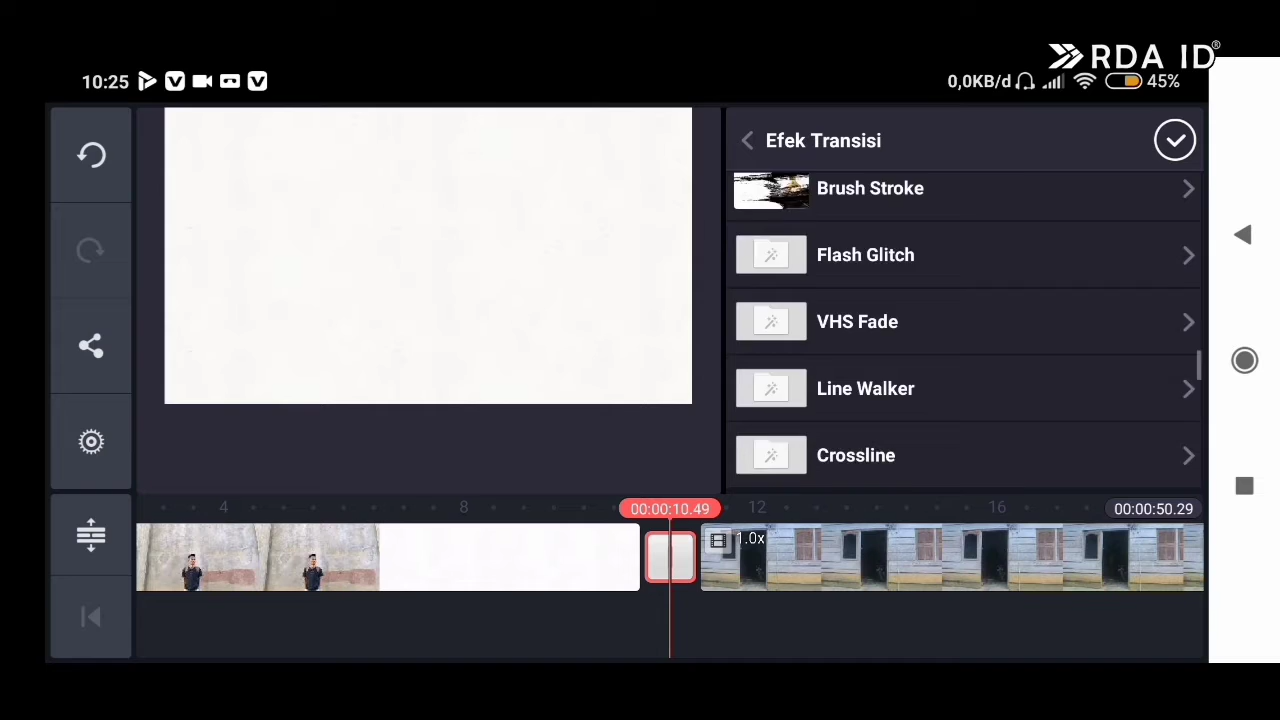 RDA ID®
10:25
0,0KB/d
45%
Efek Transisi
Brush Stroke
Flash Glitch
VHS Fade
Line Walker
Crossline
4
8
00:00:10.49
12
16
00:00:50.29
1.0x